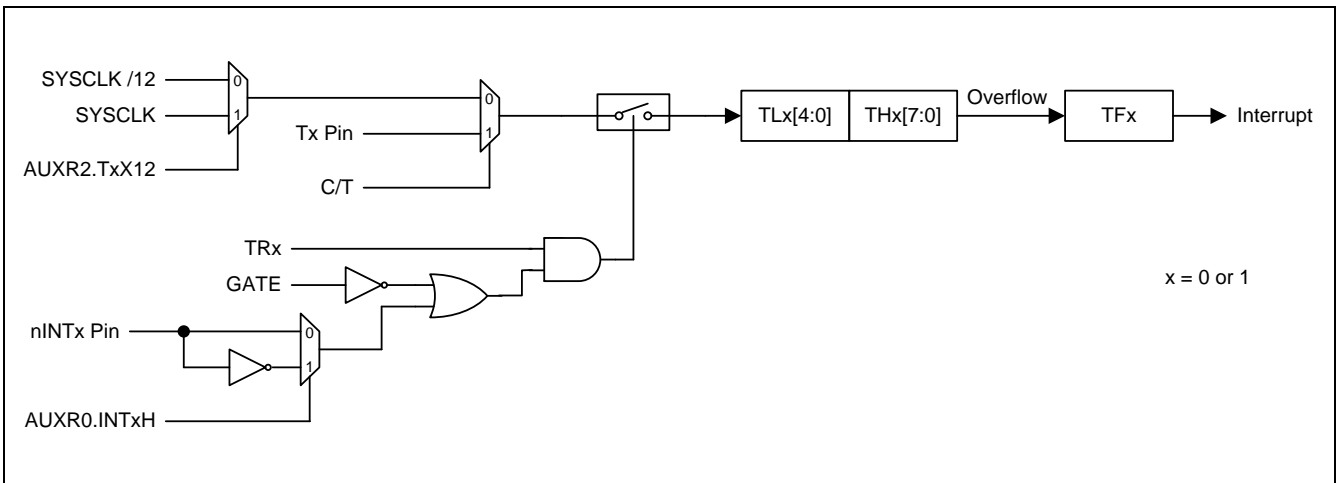 SYSCLK /12
0
SYSCLK
1
AUXR2.TxX12
0
Tx Pin
1
C/T
TLx[4:0] THx[7:0]
Overflow
TFx
Interrupt
TRx
GATE
x = 0 or 1
nINTx Pin
0
1
AUXR0.INTxH